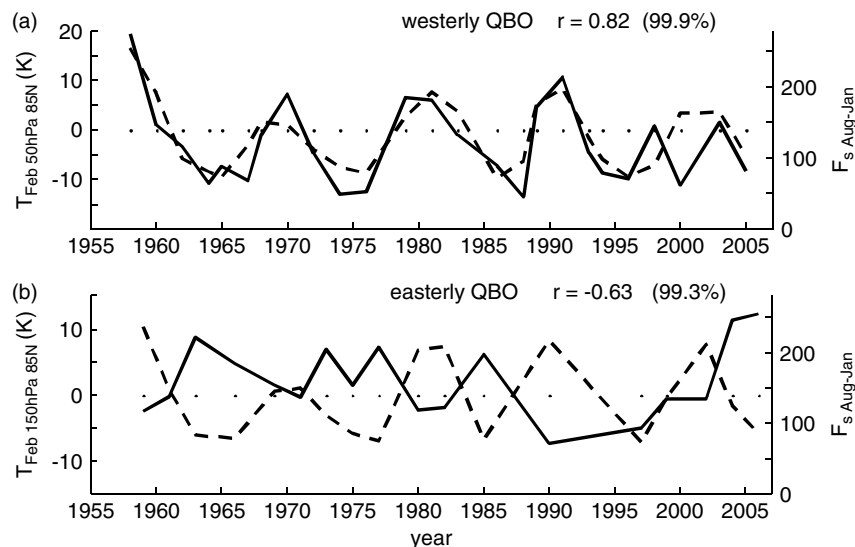 (a)
westerly QBO r = 0.82 (99.9%)
20
10
0
-10
T Feb 50hPa 85N (K)
200
100
0
F s Aug-Jan
1955 1960 1965 1970 1975 1980 1985 1990 1995 2000 2005
(b)
easterly QBO r = -0.63 (99.3%)
10
0
-10
T Feb 150hPa 85N (K)
200
100
0
F s Aug-Jan
1955 1960 1965 1970 1975 1980 1985 1990 1995 2000 2005
year